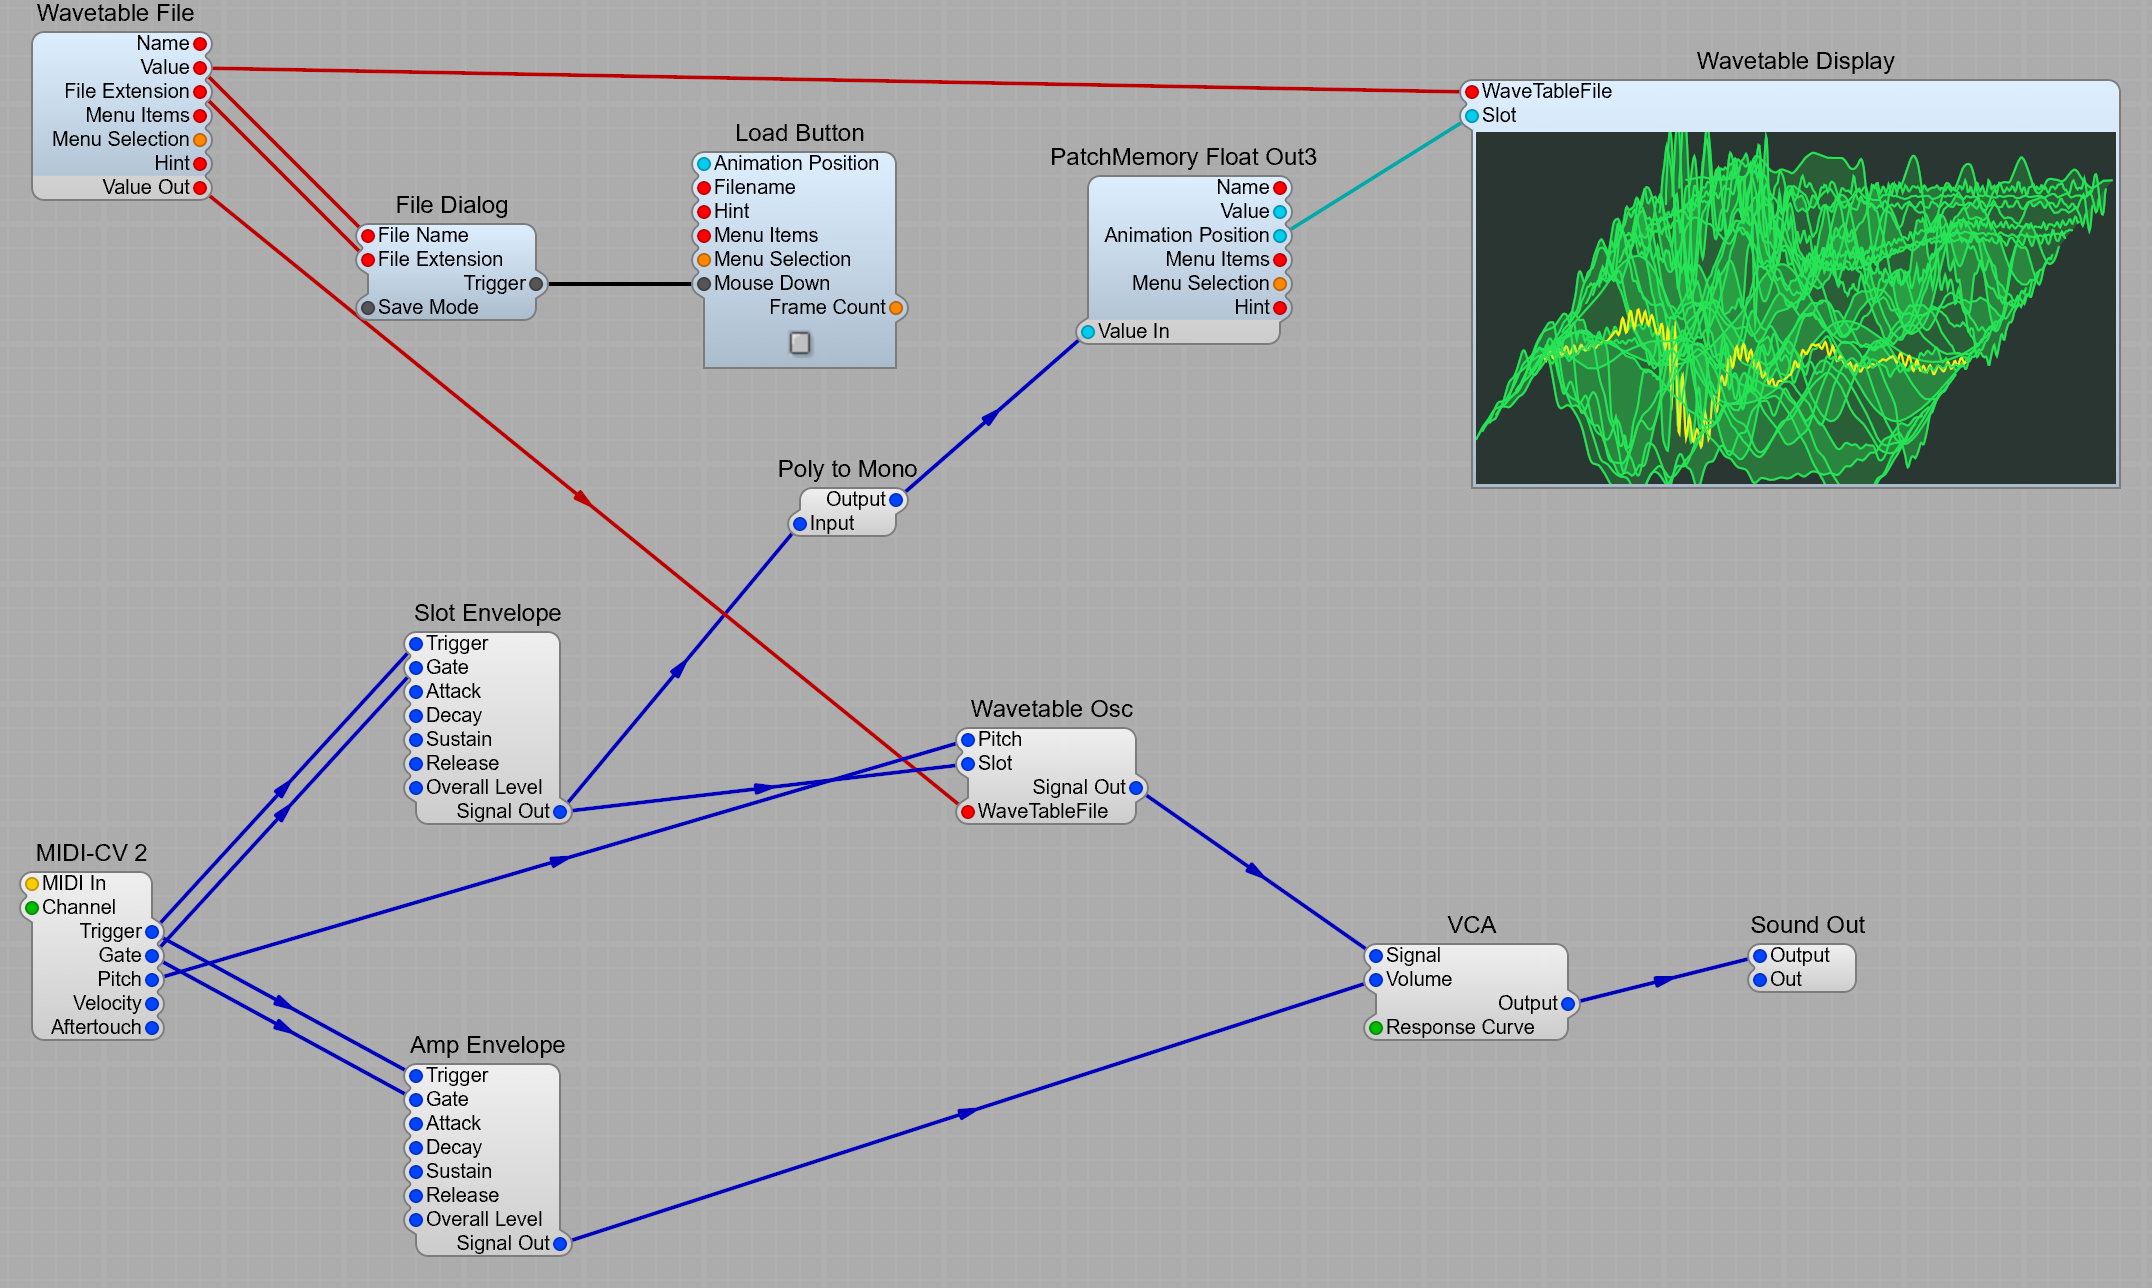 Wavetable File
Name
Value
File Extension
Menu Items
Menu Selection
Hint
Value Out
File Dialog
File Name
File Extension
Trigger
Save Mode
Load Button
Animation Position
Filename
Hint
Menu Items
Menu Selection
Mouse Down
Frame Count
PatchMemory Float Out3
Name
Value
Animation Position
Menu Items
Menu Selection
Hint
Value In
Wavetable Display
WaveTableFile
Slot
Poly to Mono
Output
Input
Slot Envelope
Trigger
Gate
Attack
Decay
Sustain
Release
Overall Level
Signal Out
Wavetable Osc
Pitch
Slot
Signal Out
WaveTableFile
MIDI-CV 2
MIDI In
Channel
Trigger
Gate
Pitch
Velocity
Aftertouch
Amp Envelope
Trigger
Gate
Attack
Decay
Sustain
Release
Overall Level
Signal Out
VCA
Signal
Volume
Output
Response Curve
Sound Out
Output
Out